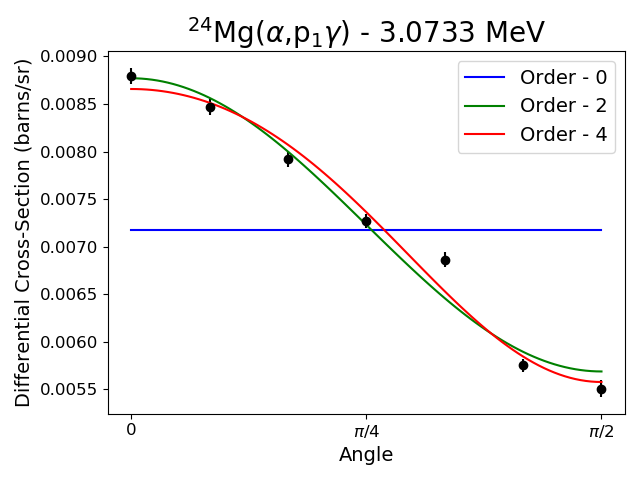 ²⁴Mg(α,p₁γ) - 3.0733 MeV
Differential Cross-Section (barns/sr)
0.0090
0.0085
0.0080
0.0075
0.0070
0.0065
0.0060
0.0055
Order - 0
Order - 2
Order - 4
0
π/4
π/2
Angle